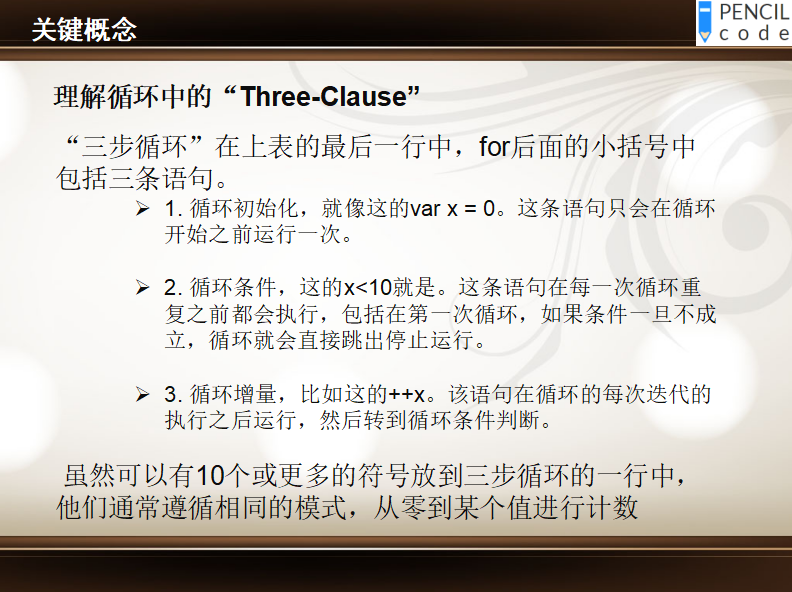 关键概念
PENCIL
code
理解循环中的“Three-Clause”
“三步循环”在上表的最后一行中，for后面的小括号中
包括三条语句。
➢ 1. 循环初始化，就像这的var x = 0。这条语句只会在循环
开始之前运行一次。
➢ 2. 循环条件，这的x<10就是。这条语句在每一次循环重
复之前都会执行，包括在第一次循环，如果条件一旦不成
立，循环就会直接跳出停止运行。
➢ 3. 循环增量，比如这的++x。该语句在循环的每次迭代的
执行之后运行，然后转到循环条件判断。
虽然可以有10个或更多的符号放到三步循环的一行中，
他们通常遵循相同的模式，从零到某个值进行计数